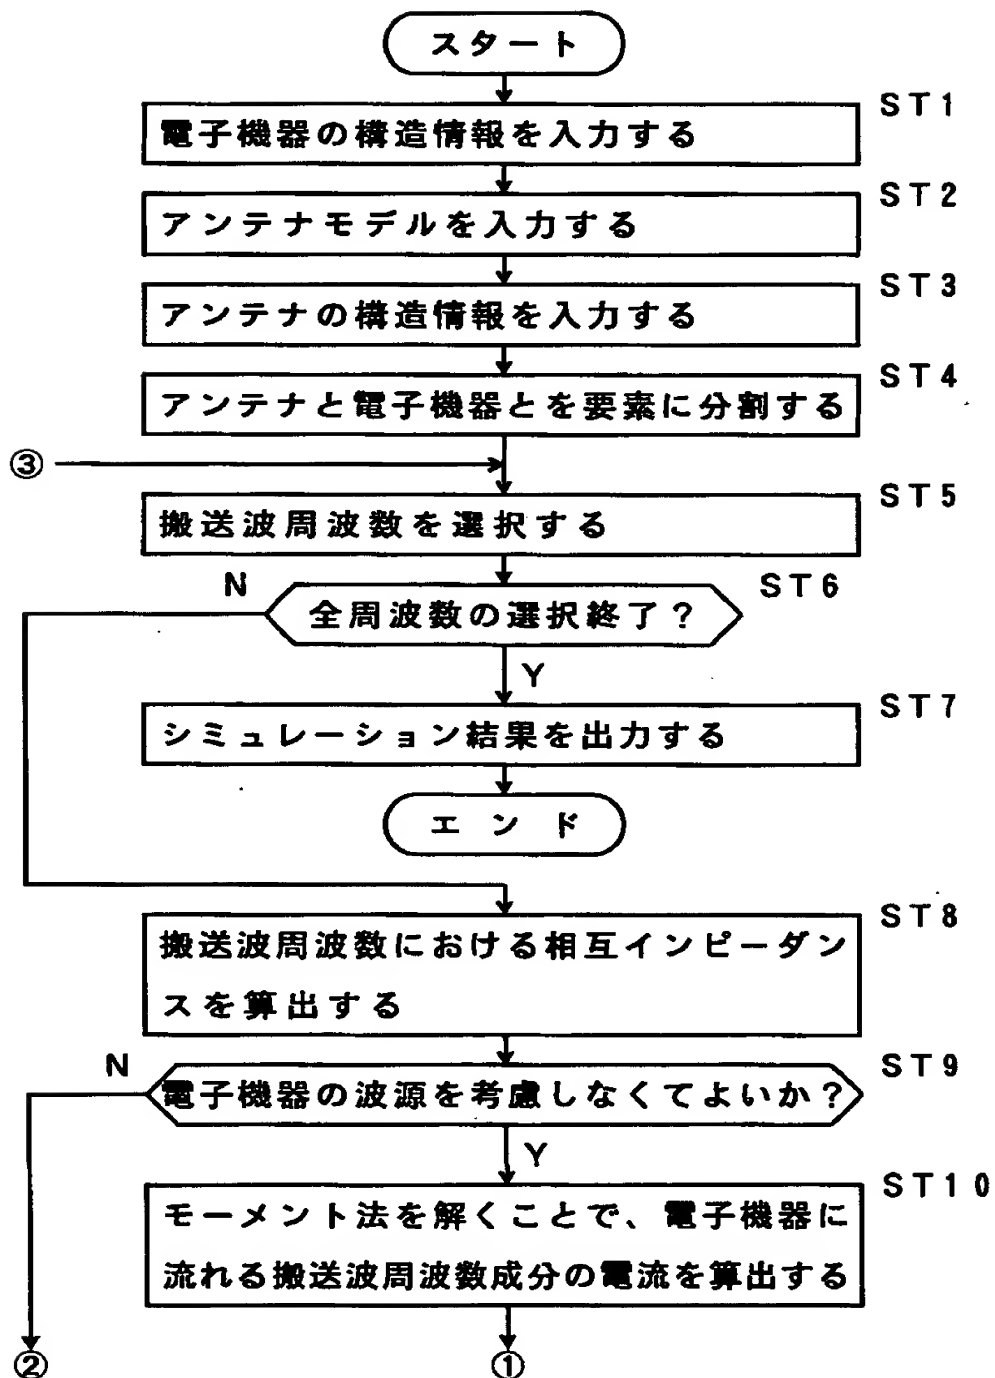 スタート
ST1
電子機器の構造情報を入力する
ST2
アンテナモデルを入力する
ST3
アンテナの構造情報を入力する
ST4
アンテナと電子機器とを要素に分割する
③
ST5
搬送波周波数を選択する
N
ST6
全周波数の選択終了?
Y
ST7
シミュレーション結果を出力する
エンド
ST8
搬送波周波数における相互インピーダン
スを算出する
N
ST9
電子機器の波源を考慮しなくてよいか?
Y
ST10
モーメント法を解くことで、電子機器に
流れる搬送波周波数成分の電流を算出する
②
①